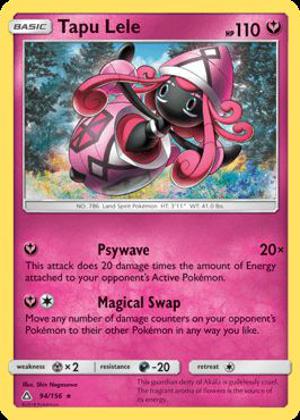 BASIC Tapu Lele HP 110
NO. 786 Land Spirit Pokémon HT: 3'11" WT: 41.0 lbs.
Psywave 20×
This attack does 20 damage times the amount of Energy
attached to your opponent's Active Pokémon.
Magical Swap
Move any number of damage counters on your opponent's
Pokémon to their other Pokémon in any way you like.
weakness ×2 resistance -20 retreat
Illus. Shin Nagasawa
94/156
This guardian deity of Akala is guilelessly cruel.
The fragrant aroma of flowers is the source of
its energy.